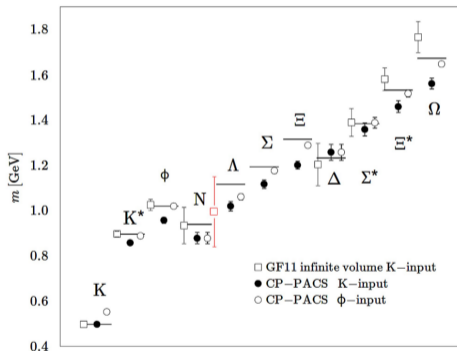 1.8
Ω
1.6
Ξ*
Ξ
1.4
Σ
Σ*
Λ
Δ
1.2
m [GeV]
N
ϕ
1.0
K*
0.8
K
0.6
0.4
GF11 infinite volume K-input
CP-PACS K-input
CP-PACS ϕ-input